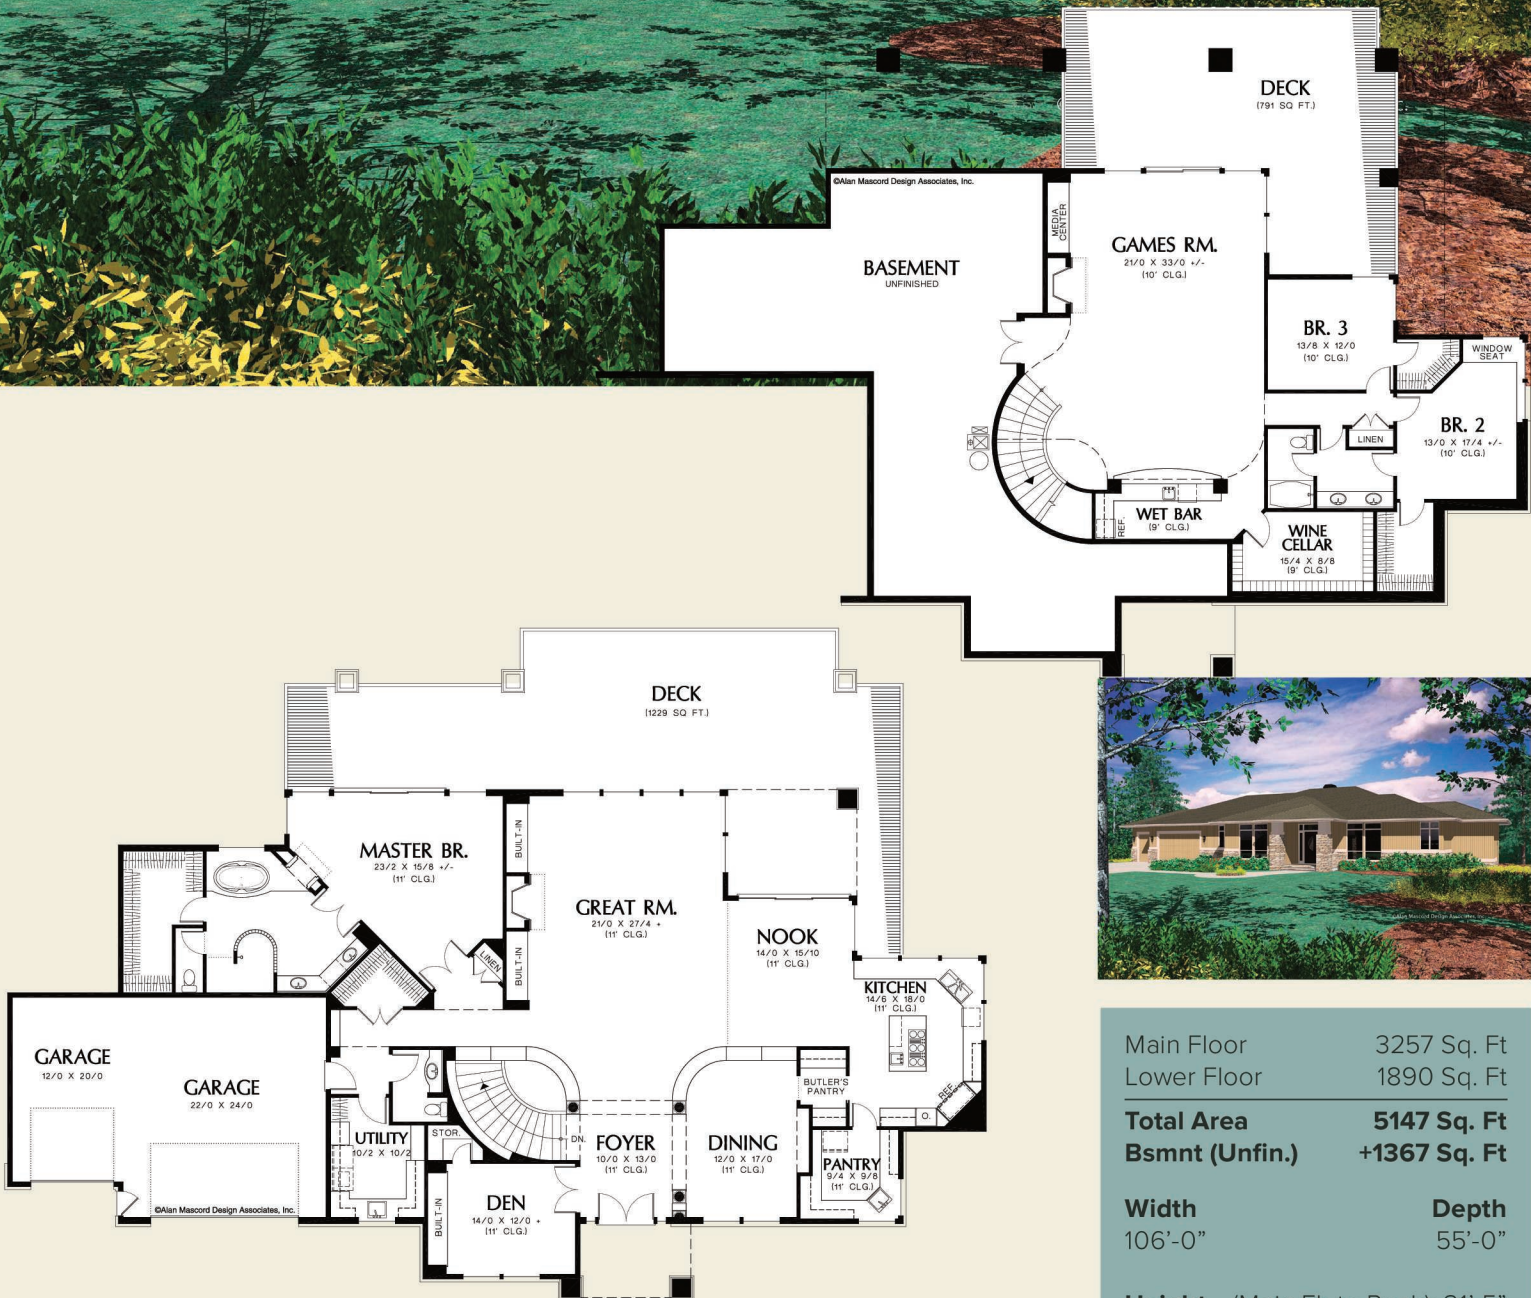 DECK
(791 SQ FT.)
©Alan Mascord Design Associates, Inc.
MEDIA
CENTER
GAMES RM.
21/0 X 33/0 +/-
(10' CLG.)
BASEMENT
UNFINISHED
BR. 3
13/8 X 12/0
(10' CLG.)
WINDOW
SEAT
BR. 2
13/0 X 17/4 +/-
(10' CLG.)
LINEN
REF.
WET BAR
(9' CLG.)
WINE
CELLAR
15/4 X 8/8
(9' CLG.)
DECK
(1229 SQ FT.)
MASTER BR.
23/2 X 15/8 +/-
(11' CLG.)
BUILT-IN
GREAT RM.
21/0 X 27/4 +
(11' CLG.)
NOOK
14/0 X 15/10
(11' CLG.)
LINEN
BUILT-IN
KITCHEN
14/6 X 18/0
(11' CLG.)
GARAGE
12/0 X 20/0
GARAGE
22/0 X 24/0
BUTLER'S
PANTRY
REF.
O.
UTILITY
10/2 X 10/2
STOR.
DN.
FOYER
10/0 X 13/0
(11' CLG.)
DINING
12/0 X 17/0
(11' CLG.)
PANTRY
9/4 X 9/8
(11' CLG.)
BUILT-IN
DEN
14/0 X 12/0 +
(11' CLG.)
©Alan Mascord Design Associates, Inc.
©Alan Mascord Design Associates, Inc.
Main Floor 3257 Sq. Ft
Lower Floor 1890 Sq. Ft
Total Area 5147 Sq. Ft
Bsmnt (Unfin.) +1367 Sq. Ft
Width Depth
106’-0” 55’-0”